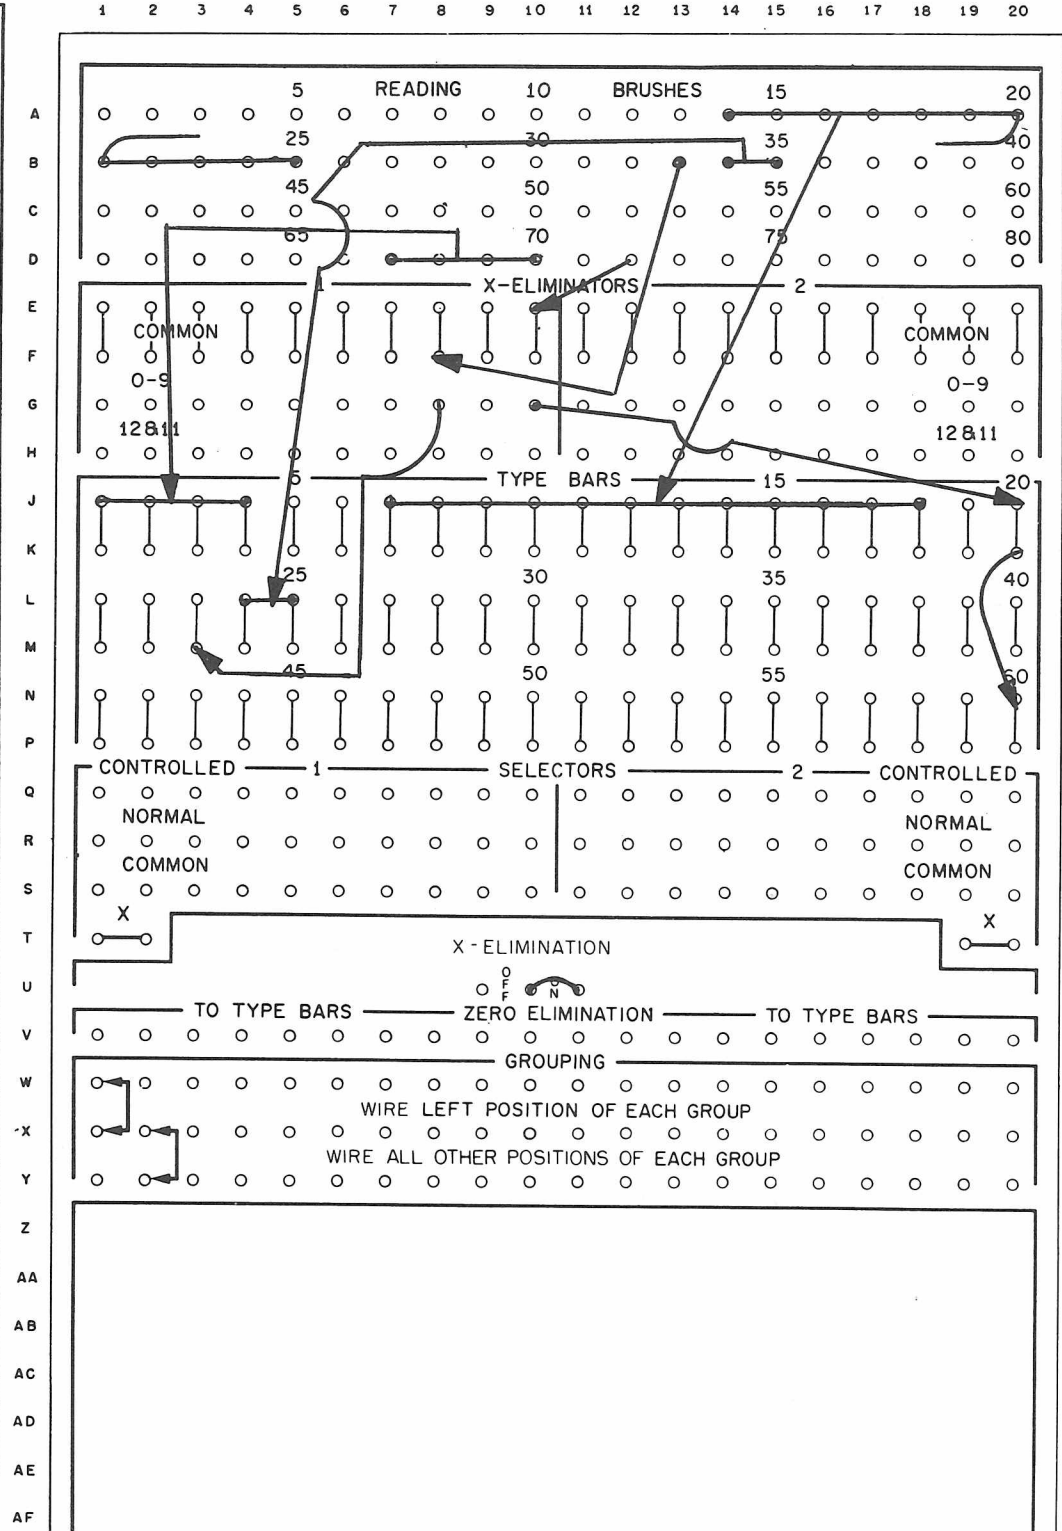 1 2 3 4 5 6 7 8 9 10 11 12 13 14 15 16 17 18 19 20
5 READING 10 BRUSHES 15 20
A
25 30 35 40
B
45 50 55 60
C
65 70 75 80
D
1 X-ELIMINATORS 2
E
COMMON COMMON
F
0-9 0-9
G
12&11 12&11
H
5 TYPE BARS 15 20
J
K
25 30 35 40
L
M
45 50 55 60
N
P
CONTROLLED 1 SELECTORS 2 CONTROLLED
Q
NORMAL NORMAL
R
COMMON COMMON
S
X X
T
X-ELIMINATION
U OFF ON
TO TYPE BARS ZERO ELIMINATION TO TYPE BARS
V
GROUPING
W
WIRE LEFT POSITION OF EACH GROUP
X
WIRE ALL OTHER POSITIONS OF EACH GROUP
Y
Z
AA
AB
AC
AD
AE
AF